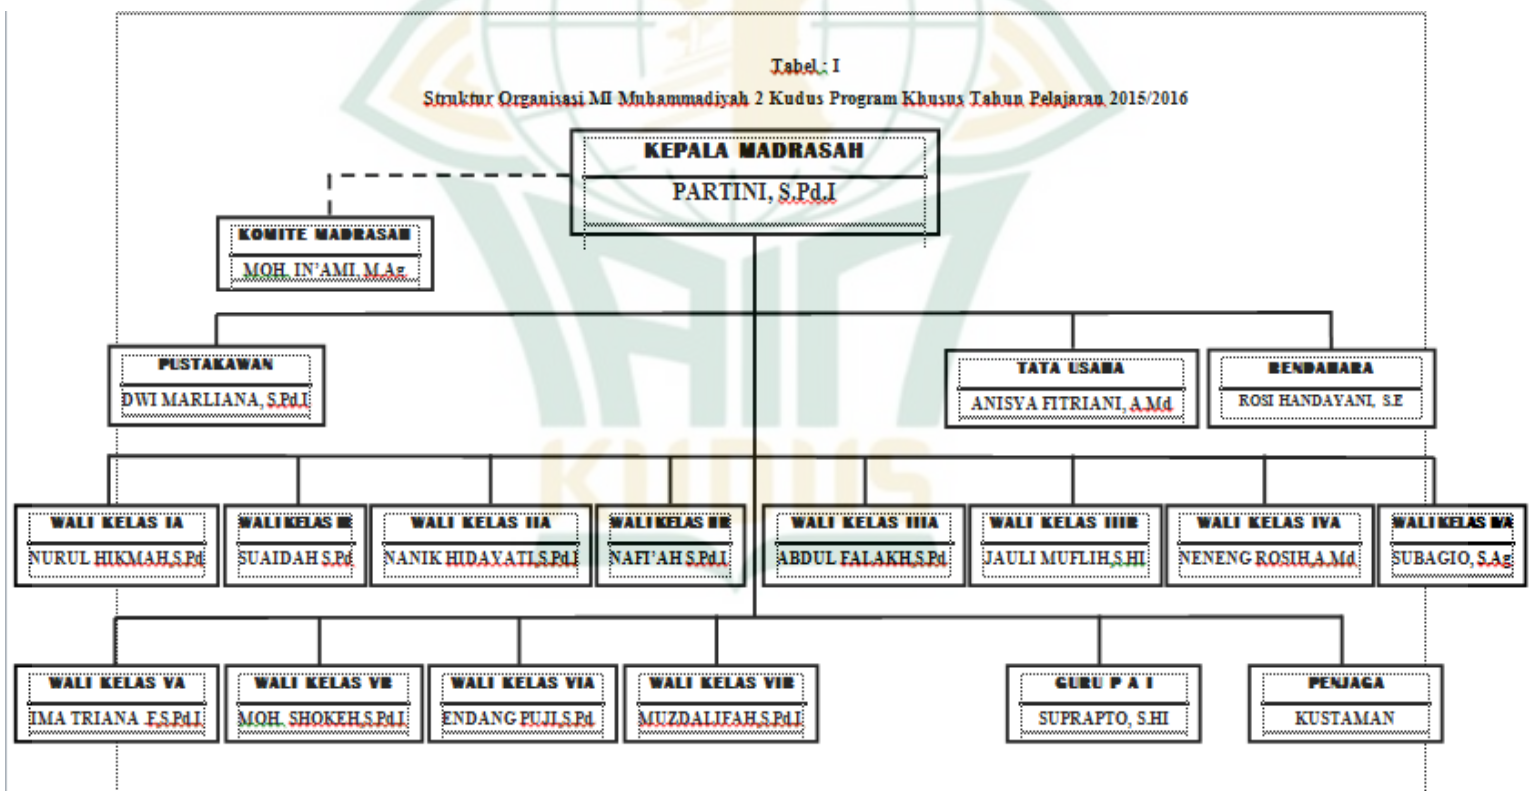 Tabel : I
Struktur Organisasi MI Muhammadiyah 2 Kudus Program Khusus Tahun Pelajaran 2015/2016
KEPALA MADRASAH
PARTINI, S.Pd.I
KOMITE MADRASAH
MOH. IN'AMI, M.Ag
PUSTAKAWAN
DWI MARLIANA, S.Pd.I
TATA USAHA
ANISYA FITRIANI, A.Md
BENDAHARA
ROSI HANDAYANI, S.E
WALI KELAS IA
NURUL HIKMAH,S.Pd
WALI KELAS IB
SUAIDAH S.Pd
WALI KELAS IIA
NANIK HIDAYATI,S.Pd.I
WALI KELAS IIB
NAFI'AH S.Pd.I
WALI KELAS IIIA
ABDUL FALAKH,S.Pd
WALI KELAS IIIB
JAULI MUFLIH,S.HI
WALI KELAS IVA
NENENG ROSIH,A.Md
WALI KELAS IVA
SUBAGIO, S.Ag
WALI KELAS VA
IMA TRIANA F,S.Pd.I
WALI KELAS VB
MOH. SHOKEH,S.Pd.I
WALI KELAS VIA
ENDANG PUJI,S.Pd.
WALI KELAS VIB
MUZDALIFAH,S.Pd.I
GURU P A I
SUPRAPTO, S.HI
PENJAGA
KUSTAMAN
IAIN
KUDUS